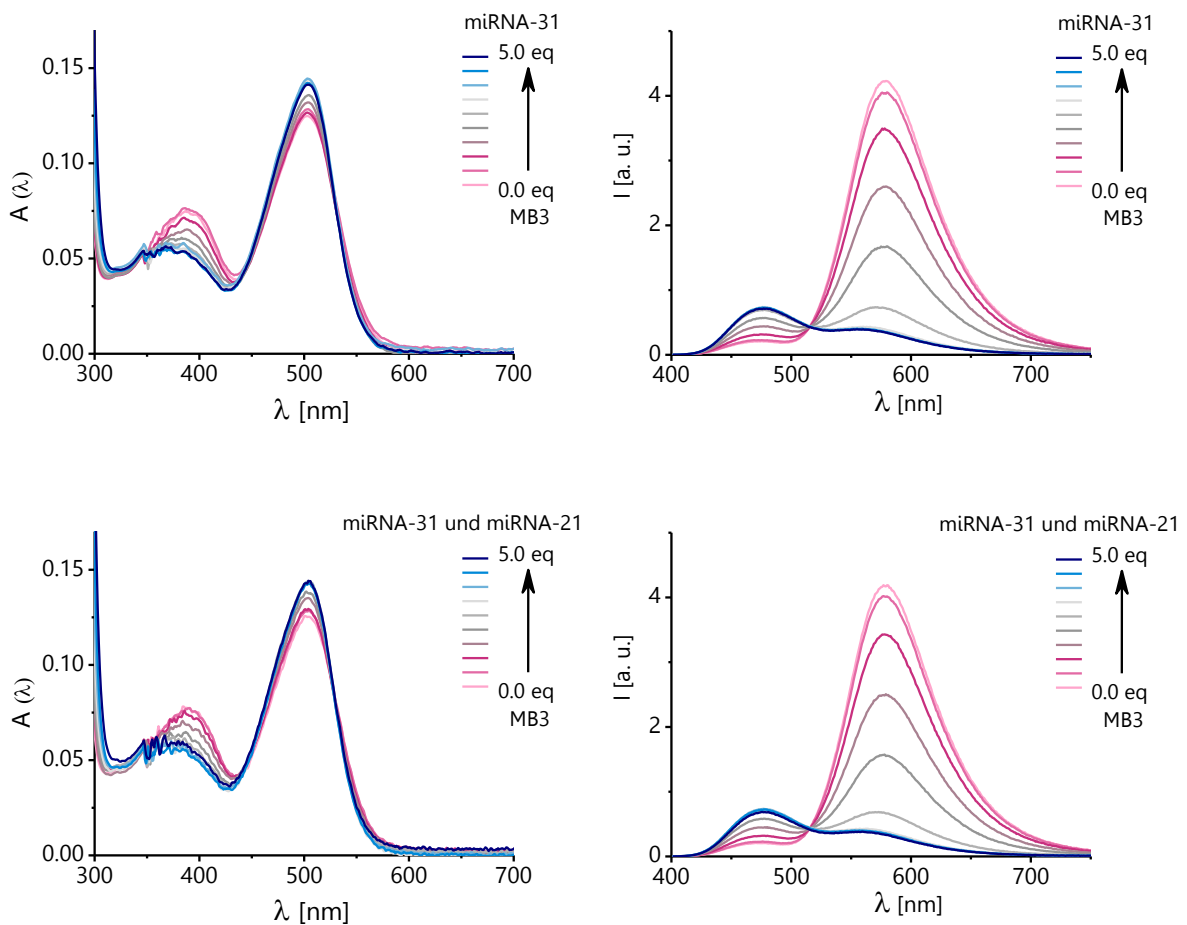 miRNA-31
5.0 eq
0.0 eq
MB3
A (λ)
0.15
0.10
0.05
0.00
300 400 500 600 700
λ [nm]
miRNA-31
5.0 eq
0.0 eq
MB3
I [a. u.]
4
2
0
400 500 600 700
λ [nm]
miRNA-31 und miRNA-21
5.0 eq
0.0 eq
MB3
A (λ)
0.15
0.10
0.05
0.00
300 400 500 600 700
λ [nm]
miRNA-31 und miRNA-21
5.0 eq
0.0 eq
MB3
I [a. u.]
4
2
0
400 500 600 700
λ [nm]